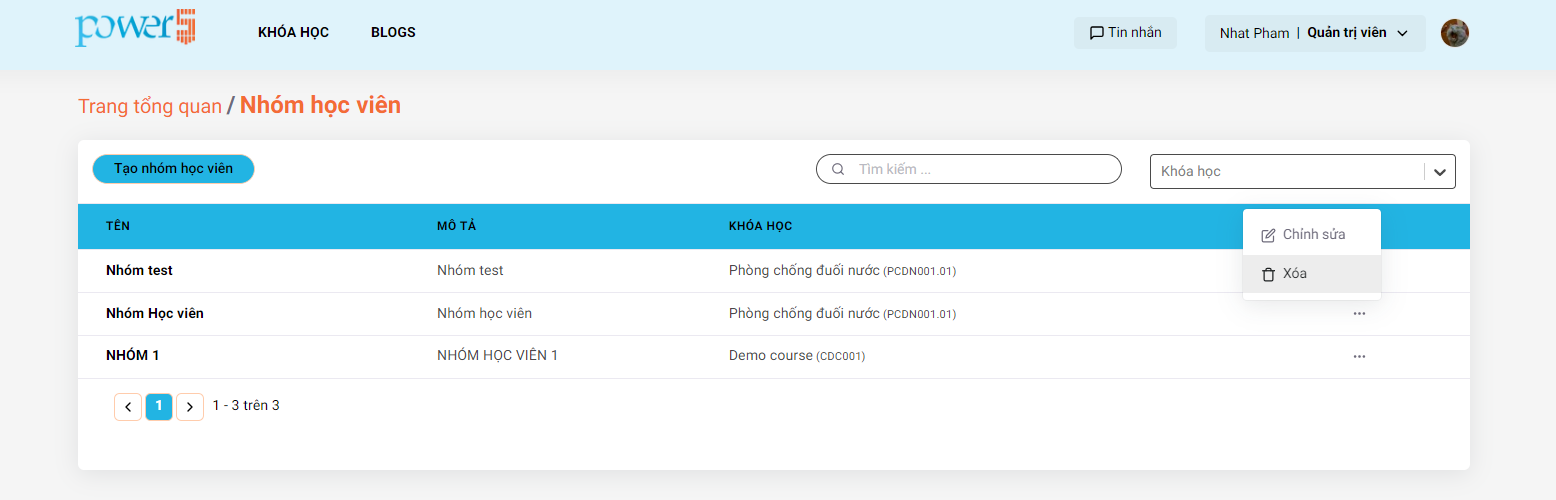 power5
KHÓA HỌC
BLOGS
Tin nhắn
Nhat Pham | Quản trị viên
Trang tổng quan / Nhóm học viên
Tạo nhóm học viên
Tìm kiếm ...
Khóa học
TÊN
MÔ TẢ
KHÓA HỌC
Chỉnh sửa
Xóa
Nhóm test
Nhóm test
Phòng chống đuối nước (PCDN001.01)
Nhóm Học viên
Nhóm học viên
Phòng chống đuối nước (PCDN001.01)
...
NHÓM 1
NHÓM HỌC VIÊN 1
Demo course (CDC001)
...
1
1 - 3 trên 3